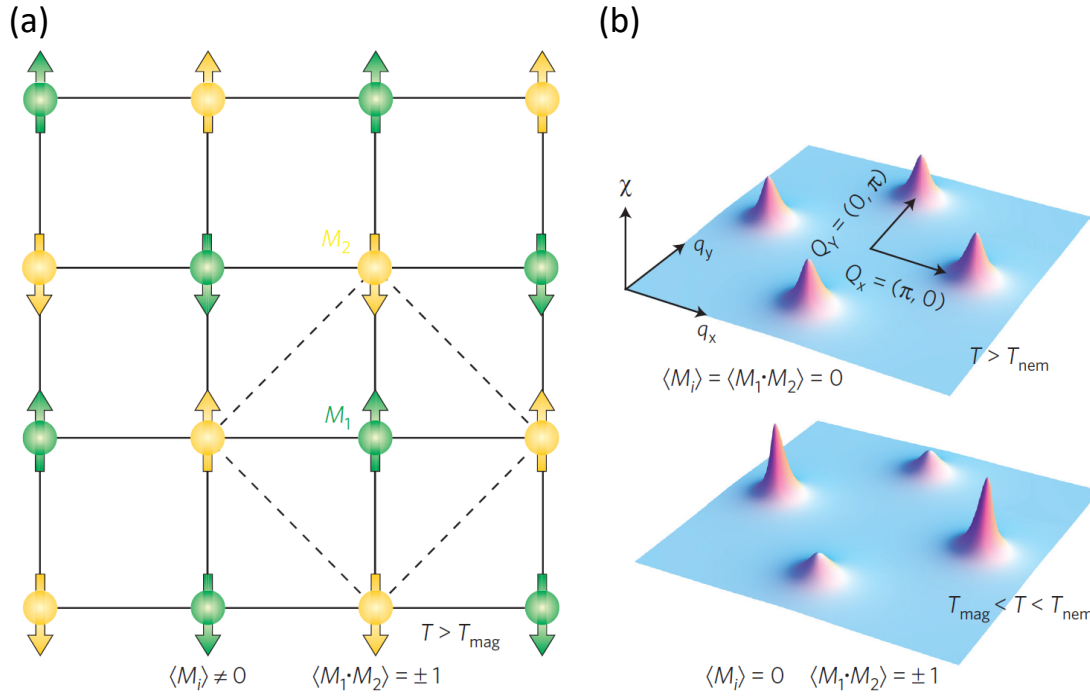 (a)
M₂
M₁
T > Tmag
⟨Mᵢ⟩ ≠ 0 ⟨M₁·M₂⟩ = ± 1
(b)
χ
qy
qx
QY = (0, π)
Qx = (π, 0)
T > Tnem
⟨Mᵢ⟩ = ⟨M₁·M₂⟩ = 0
Tmag < T < Tnem
⟨Mᵢ⟩ = 0 ⟨M₁·M₂⟩ = ± 1